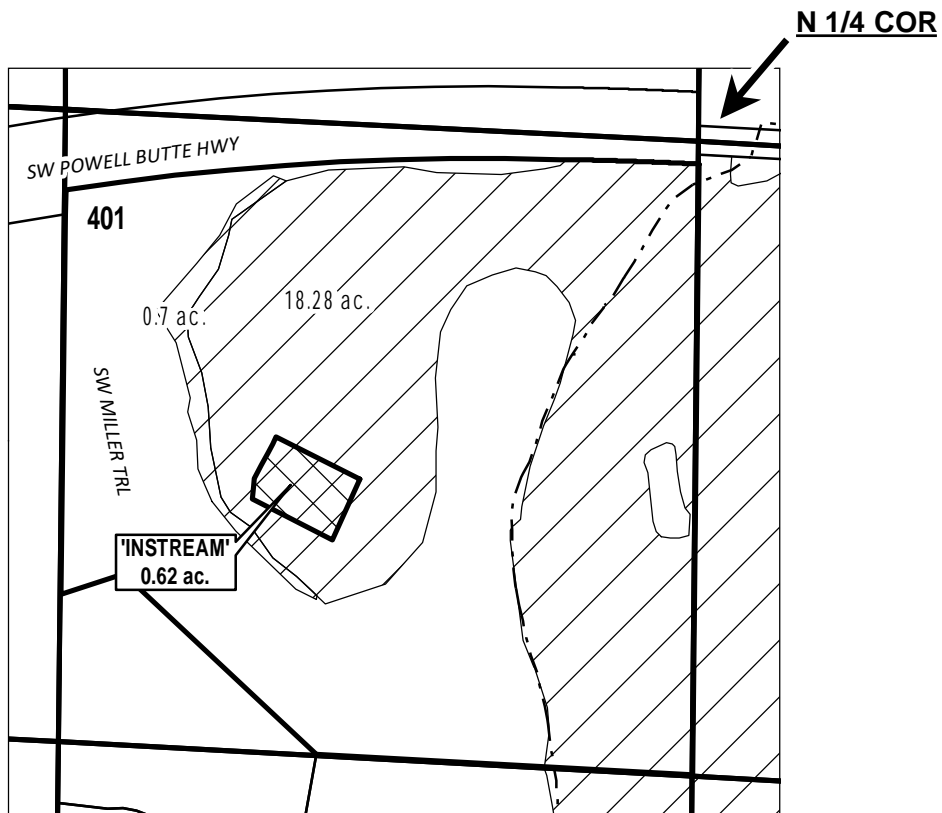 N 1/4 COR
SW POWELL BUTTE HWY
401
18.28 ac.
0.7 ac.
SW MILLER TRL
'INSTREAM'
0.62 ac.